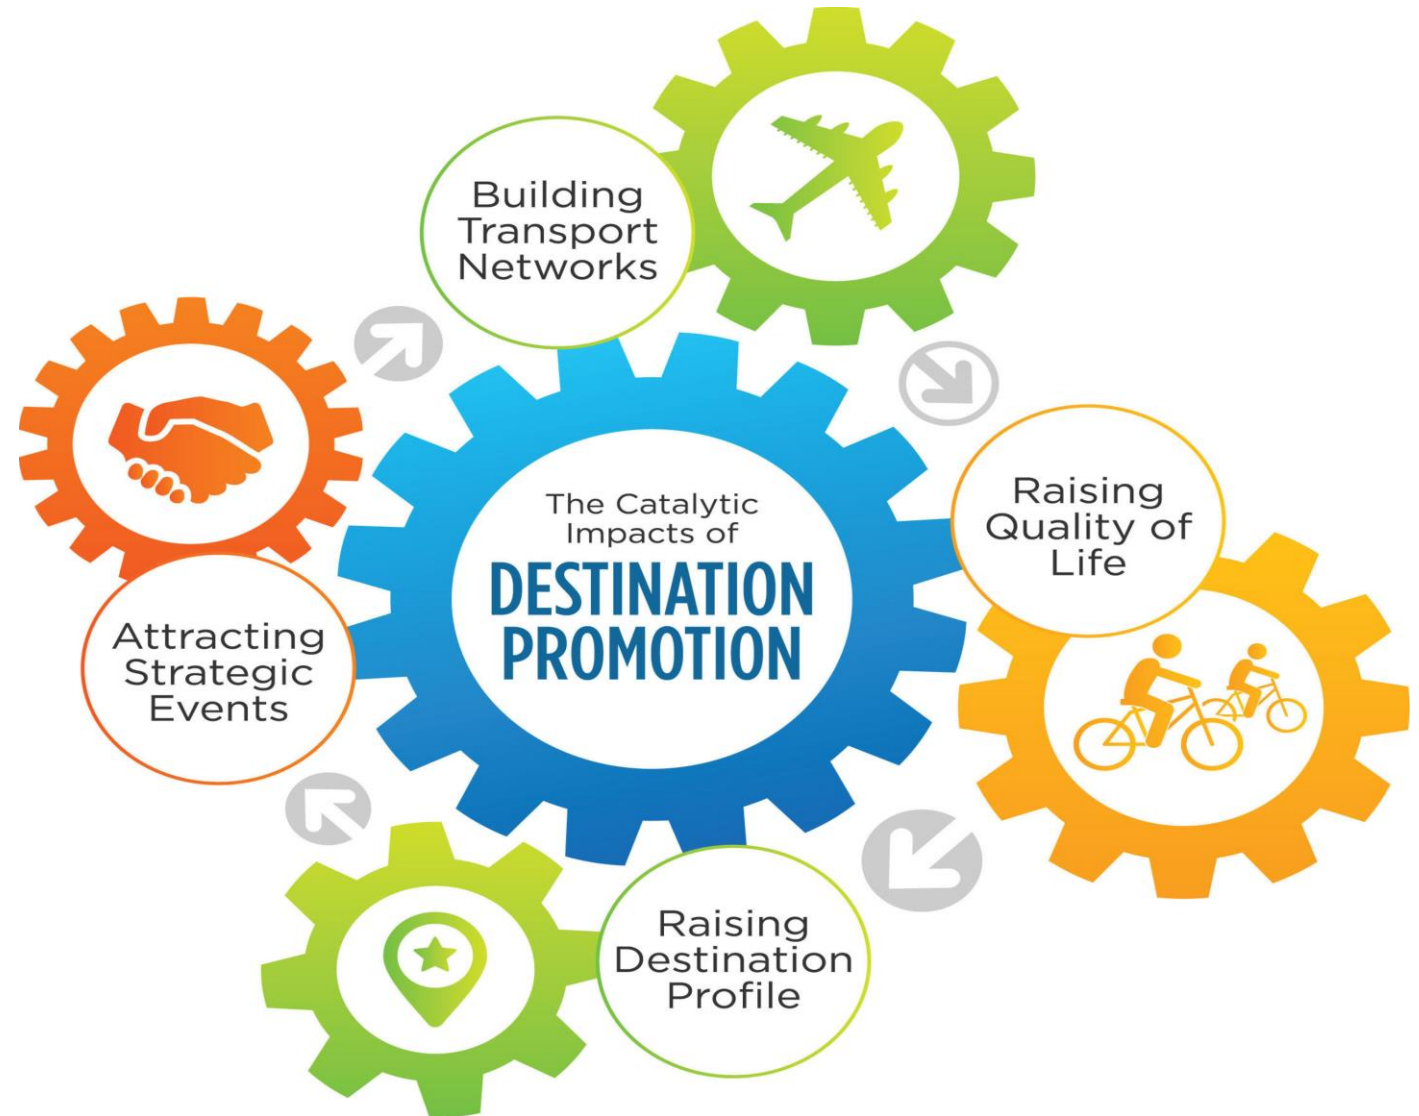 Building
Transport
Networks
The Catalytic
Impacts of
DESTINATION
PROMOTION
Raising
Quality of
Life
Attracting
Strategic
Events
Raising
Destination
Profile